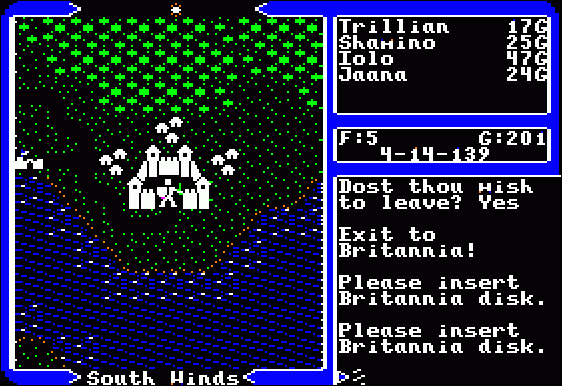 Trillian 17G
Shamino 25G
Iolo 47G
Jaana 24G
F:5 G:201
4-14-139
Dost thou wish
to leave? Yes
Exit to
Britannia!
Please insert
Britannia disk.
Please insert
Britannia disk.
South Winds